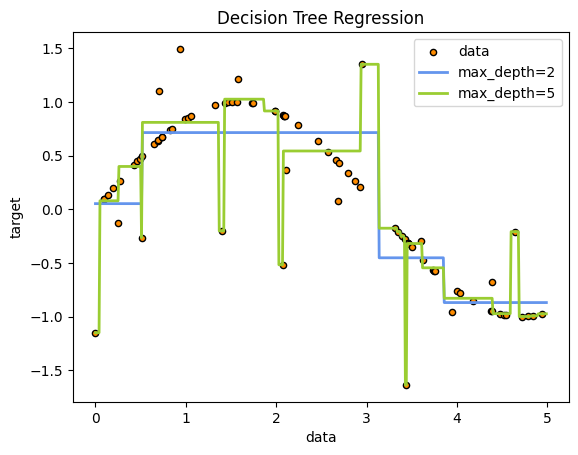 Decision Tree Regression
data
max_depth=2
max_depth=5
target
1.5
1.0
0.5
0.0
−0.5
−1.0
−1.5
0 1 2 3 4 5
data